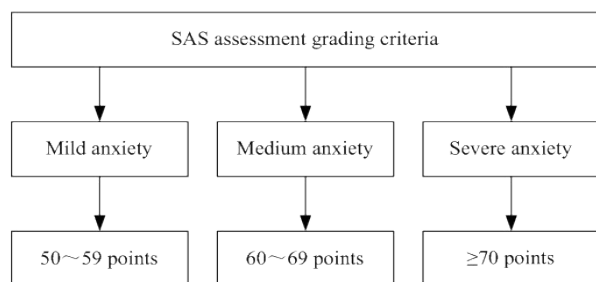 SAS assessment grading criteria
Mild anxiety
Medium anxiety
Severe anxiety
50～59 points
60～69 points
≥70 points